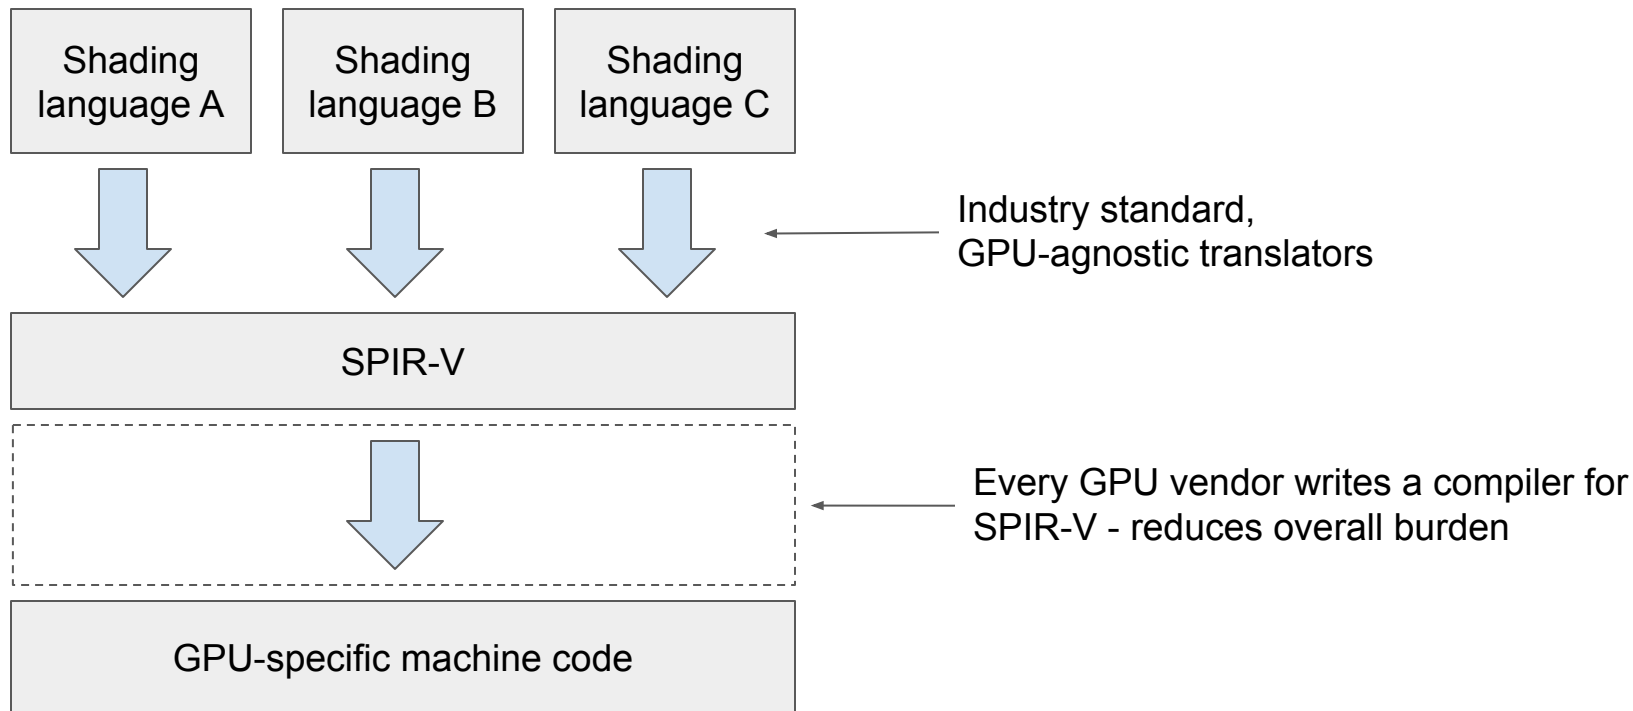 Shading
language A
Shading
language B
Shading
language C
Industry standard,
GPU-agnostic translators
SPIR-V
Every GPU vendor writes a compiler for
SPIR-V - reduces overall burden
GPU-specific machine code